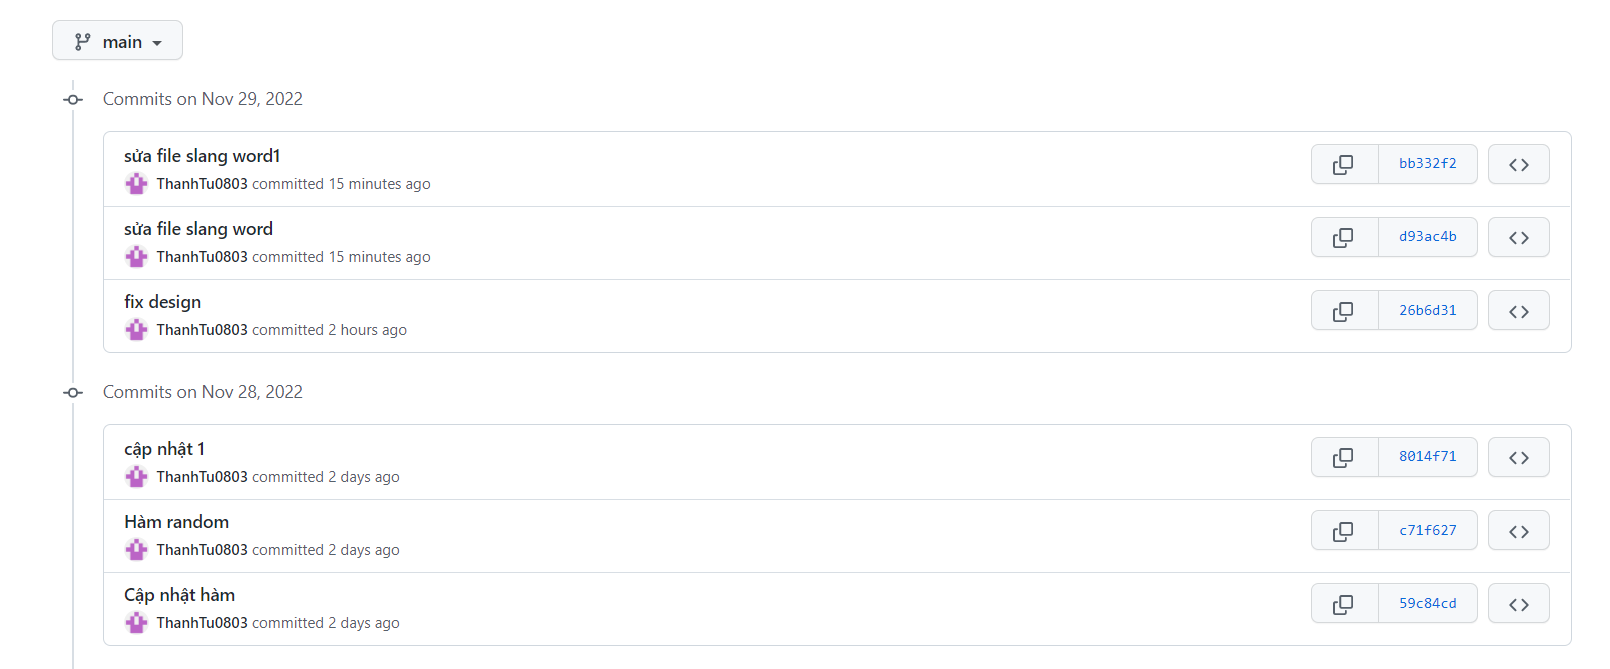 main
Commits on Nov 29, 2022
sửa file slang word1
ThanhTu0803 committed 15 minutes ago
bb332f2
sửa file slang word
ThanhTu0803 committed 15 minutes ago
d93ac4b
fix design
ThanhTu0803 committed 2 hours ago
26b6d31
Commits on Nov 28, 2022
cập nhật 1
ThanhTu0803 committed 2 days ago
8014f71
Hàm random
ThanhTu0803 committed 2 days ago
c71f627
Cập nhật hàm
ThanhTu0803 committed 2 days ago
59c84cd